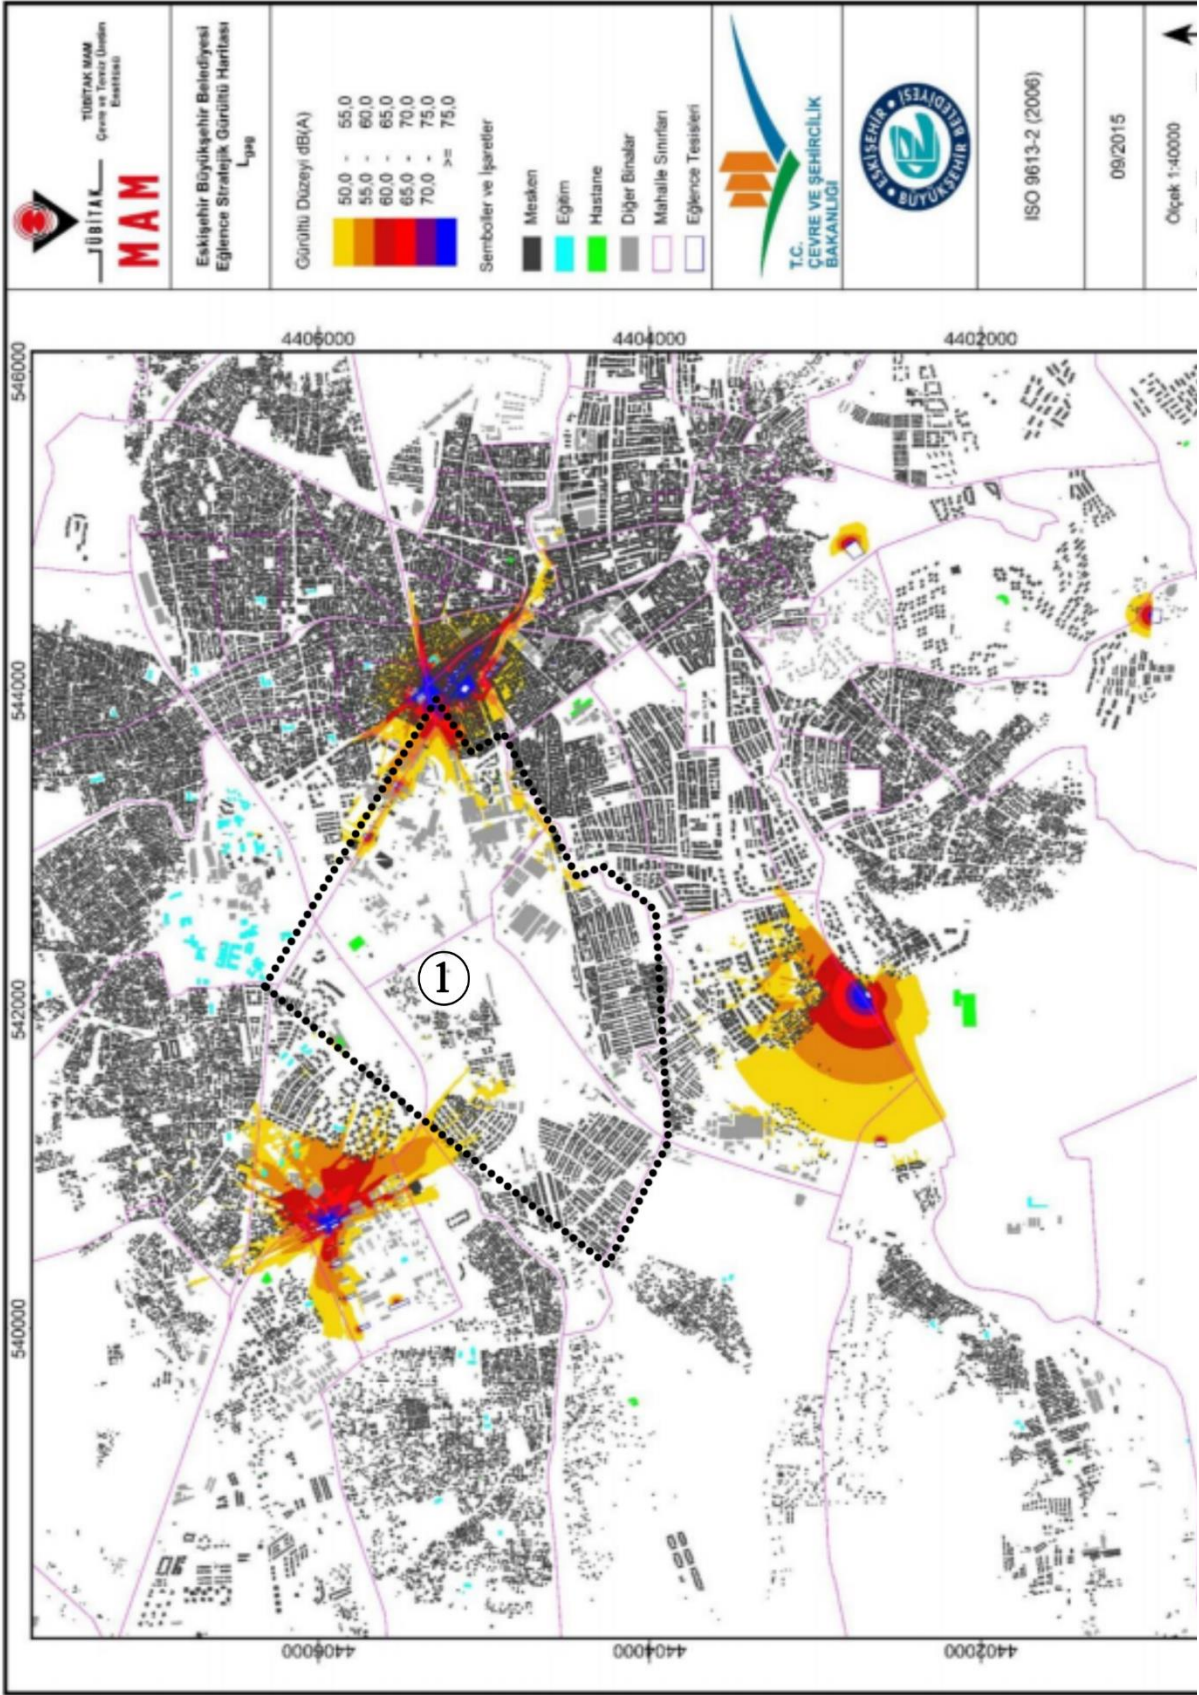 TÜBİTAK
MAM
TÜBİTAK MAM
Çevre ve Temiz Üretim
Enstitüsü
Eskişehir Büyükşehir Belediyesi
Eğlence Stratejik Gürültü Haritası
Lgag
Gürültü Düzeyi dB(A)
50,0 - 55,0
55,0 - 60,0
60,0 - 65,0
65,0 - 70,0
70,0 - 75,0
>= 75,0
Semboller ve İşaretler
Mesken
Eğitim
Hastane
Diğer Binalar
Mahalle Sınırları
Eğlence Tesisleri
T.C.
ÇEVRE VE ŞEHİRCİLİK
BAKANLIĞI
ESKİŞEHİR
BÜYÜKŞEHİR BELEDİYESİ
ISO 9613-2 (2006)
09/2015
Ölçek 1:40000
540000
542000
544000
546000
4406000
4404000
4402000
4406000
4404000
4402000
1